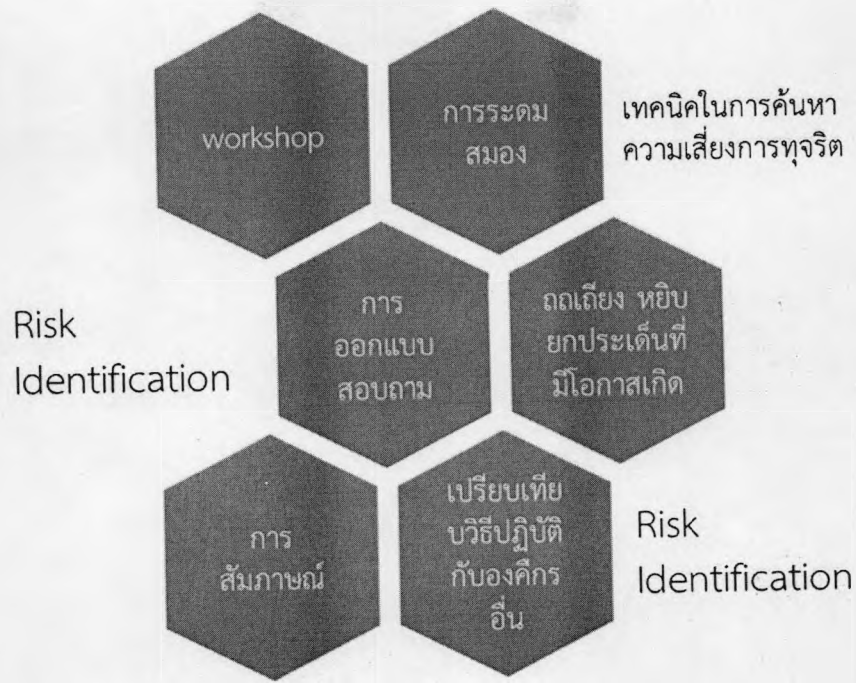 workshop
การระดม
สมอง
เทคนิคในการค้นหา
ความเสี่ยงการทุจริต
Risk
Identification
การ
ออกแบบ
สอบถาม
ถถเถียง หยิบ
ยกประเด็นที่
มีโอกาสเกิด
การ
สัมภาษณ์
เปรียบเทีย
บวิธีปฏิบัติ
กับองค์กร
อื่น
Risk
Identification